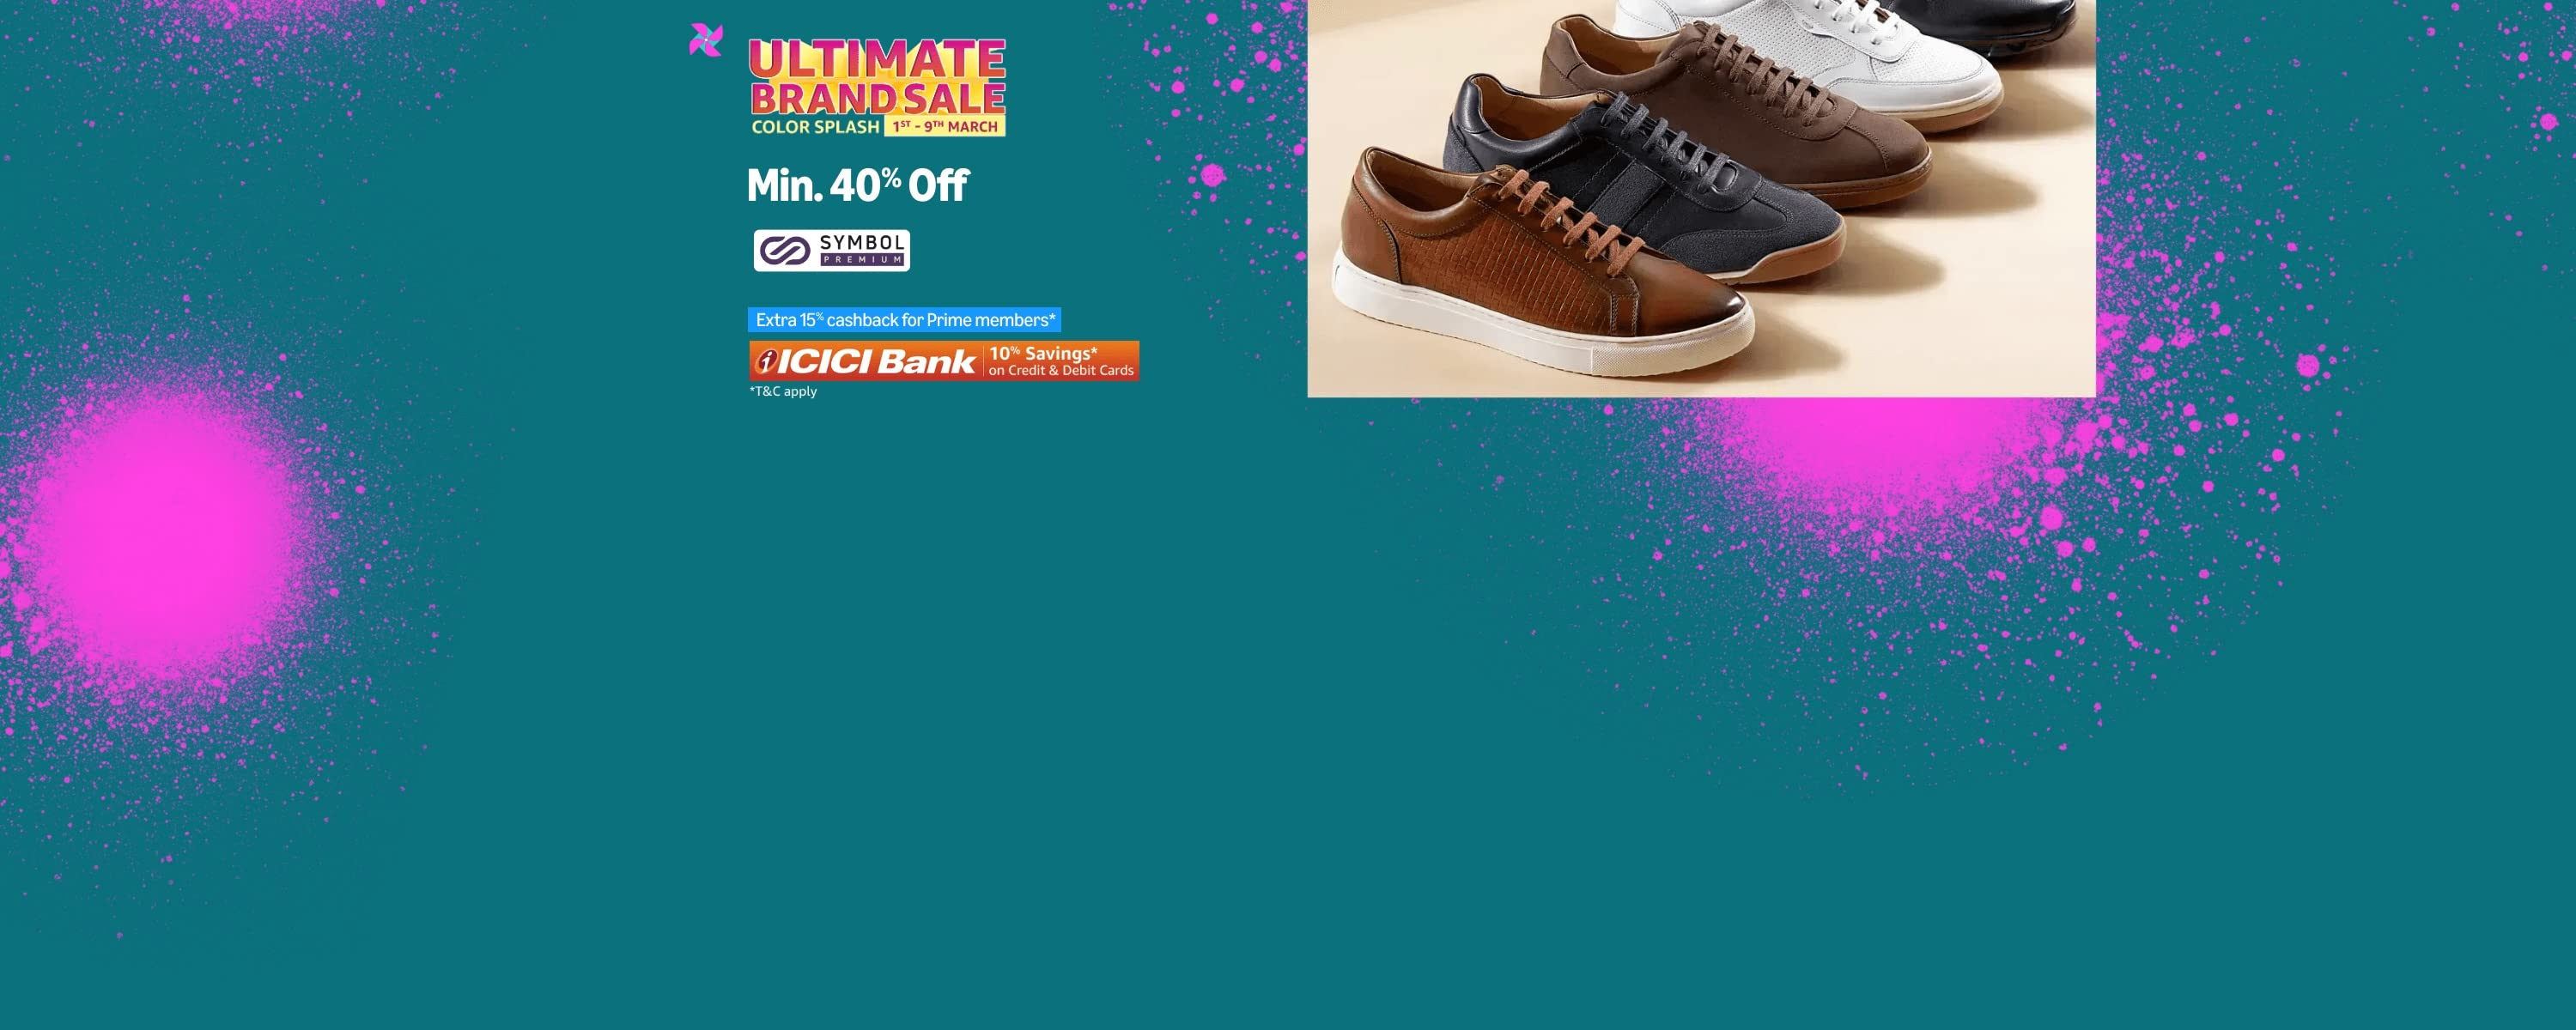 ULTIMATE
BRAND SALE
COLOR SPLASH 1ST - 9TH MARCH
Min. 40% Off
SYMBOL
PREMIUM
Extra 15% cashback for Prime members*
ICICI Bank
10% Savings*
on Credit & Debit Cards
*T&C apply